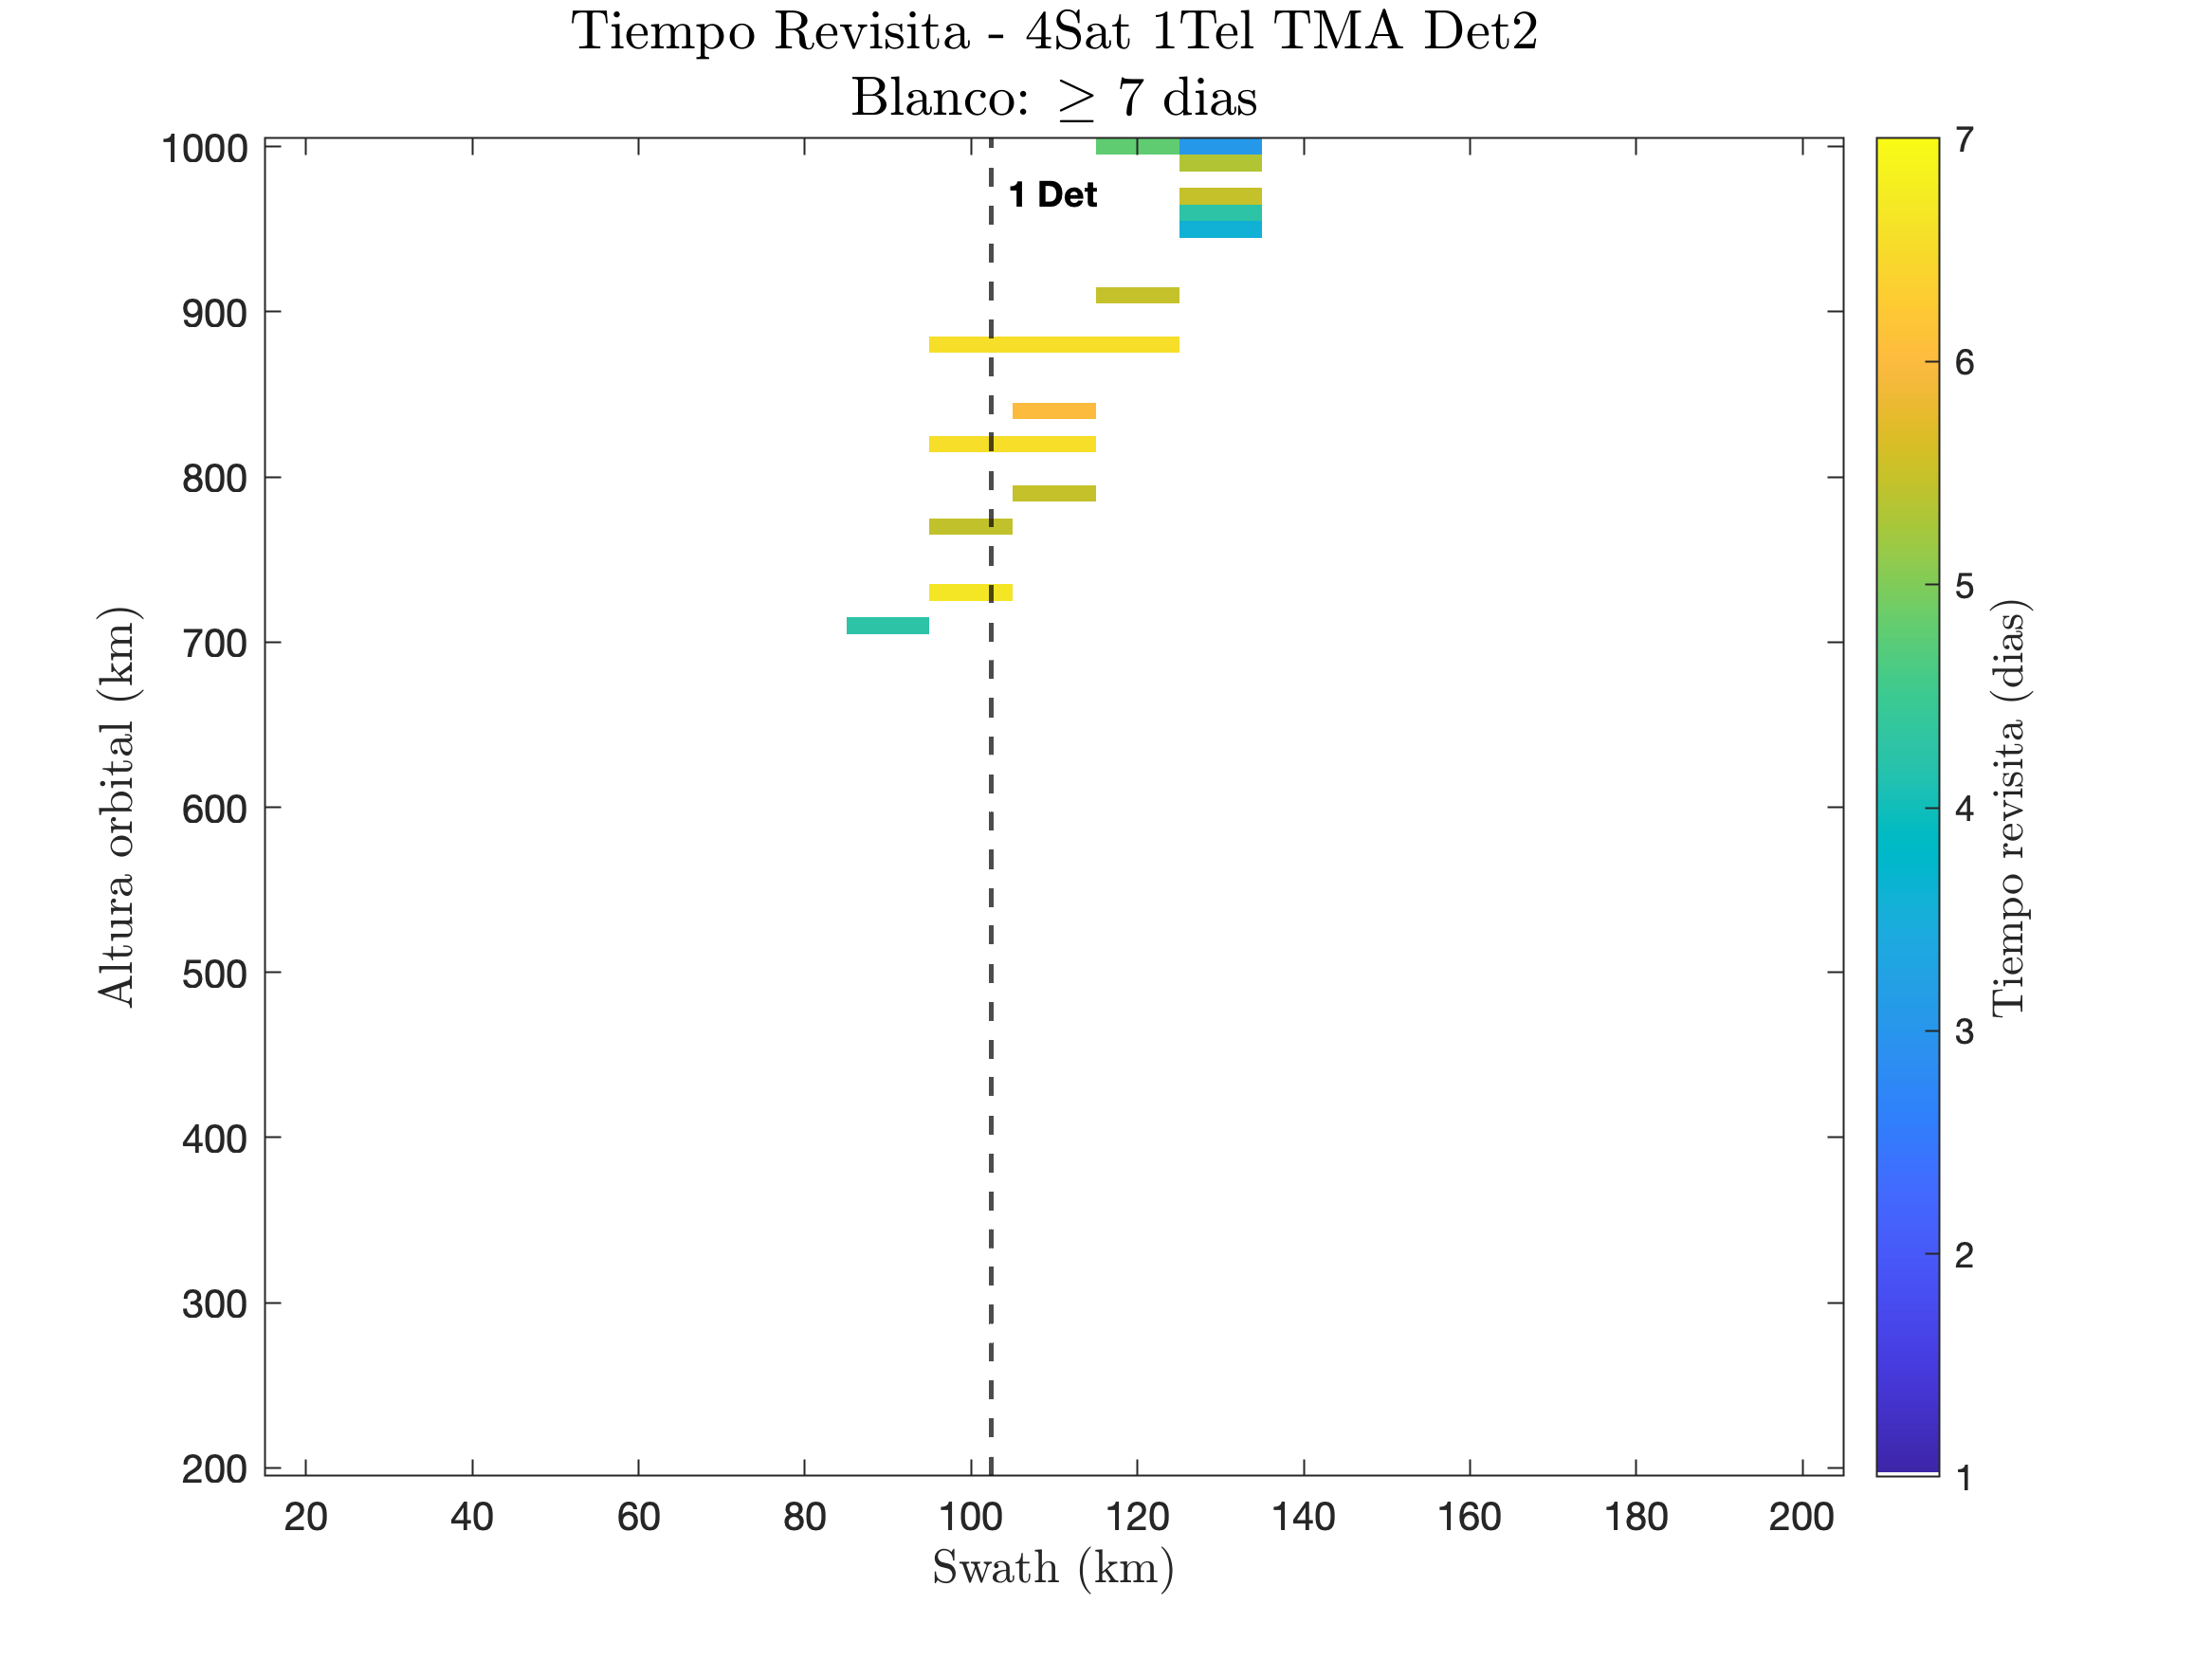 Tiempo Revisita - 4Sat 1Tel TMA Det2
Blanco: ≥ 7 dias
1 Det
Altura orbital (km)
1000
900
800
700
600
500
400
300
200
20 40 60 80 100 120 140 160 180 200
Swath (km)
7
6
5
4
3
2
1
Tiempo revisita (dias)